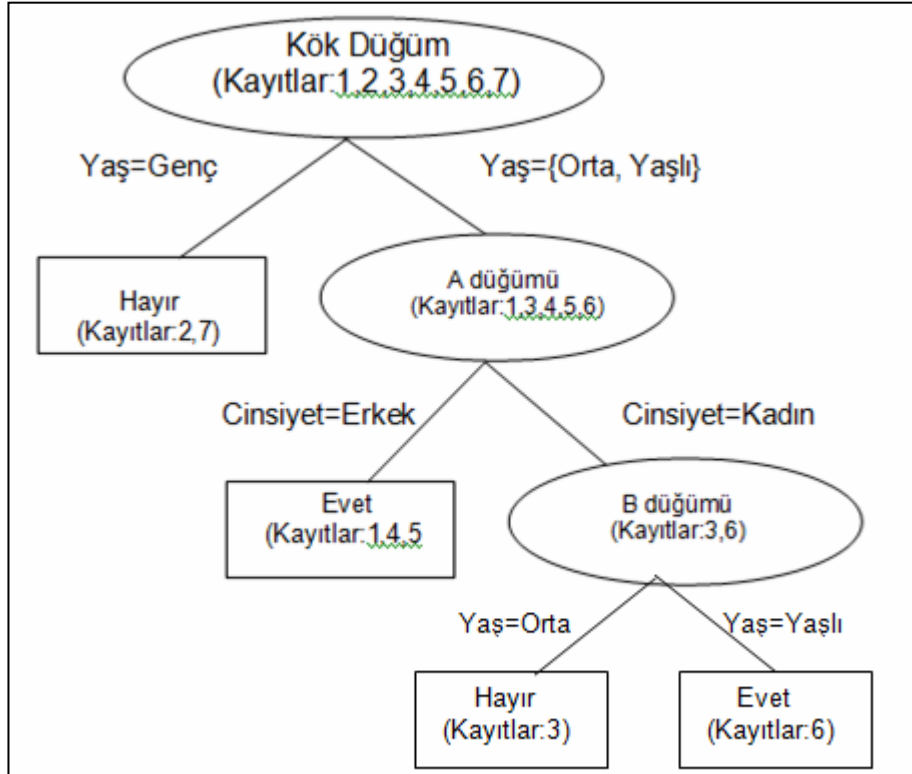 Kök Düğüm
(Kayıtlar:1,2,3,4,5,6,7)
Yaş=Genç
Yaş={Orta, Yaşlı}
Hayır
(Kayıtlar:2,7)
A düğümü
(Kayıtlar:1,3,4,5,6)
Cinsiyet=Erkek
Cinsiyet=Kadın
Evet
(Kayıtlar:1,4,5
B düğümü
(Kayıtlar:3,6)
Yaş=Orta
Yaş=Yaşlı
Hayır
(Kayıtlar:3)
Evet
(Kayıtlar:6)